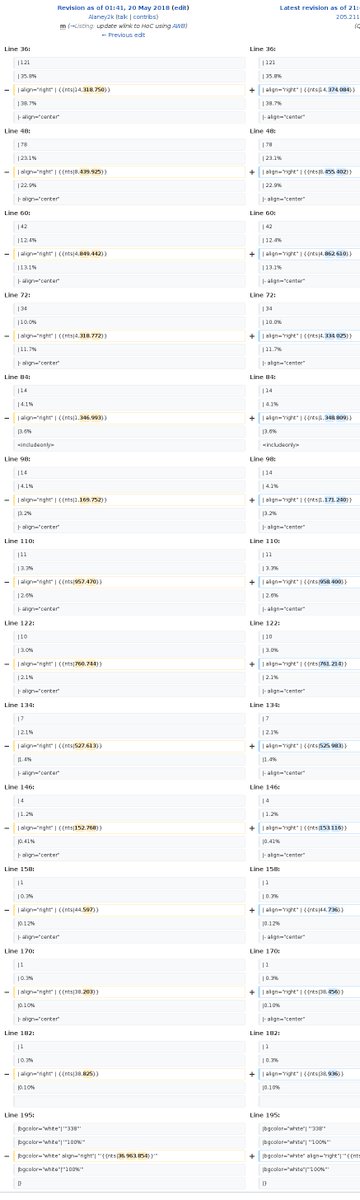 Revision as of 01:41, 20 May 2018 (edit) Latest revision as of 21:
Alaney2k (talk | contribs) 205.211
m (→Listing: update wlink to HoC using AWB)
← Previous edit
Line 36: Line 36:
| 121 | 121
| 35.8% | 35.8%
− | align="right" | {{nts|14,318,750}} + | align="right" | {{nts|14,374,084}}
| 38.7% | 38.7%
|- align="center" |- align="center"
Line 48: Line 48:
| 78 | 78
| 23.1% | 23.1%
− | align="right" | {{nts|8,439,925}} + | align="right" | {{nts|8,455,402}}
| 22.9% | 22.9%
|- align="center" |- align="center"
Line 60: Line 60:
| 42 | 42
| 12.4% | 12.4%
− | align="right" | {{nts|4,849,442}} + | align="right" | {{nts|4,862,610}}
| 13.1% | 13.1%
|- align="center" |- align="center"
Line 72: Line 72:
| 34 | 34
| 10.0% | 10.0%
− | align="right" | {{nts|4,318,772}} + | align="right" | {{nts|4,334,025}}
| 11.7% | 11.7%
|- align="center" |- align="center"
Line 84: Line 84:
| 14 | 14
| 4.1% | 4.1%
− | align="right" | {{nts|1,346,993}} + | align="right" | {{nts|1,348,809}}
|3.6% |3.6%
<includeonly> <includeonly>
Line 98: Line 98:
| 14 | 14
| 4.1% | 4.1%
− | align="right" | {{nts|1,169,752}} + | align="right" | {{nts|1,171,240}}
|3.2% |3.2%
|- align="center" |- align="center"
Line 110: Line 110:
| 11 | 11
| 3.3% | 3.3%
− | align="right" | {{nts|957,470}} + | align="right" | {{nts|958,400}}
| 2.6% | 2.6%
|- align="center" |- align="center"
Line 122: Line 122:
| 10 | 10
| 3.0% | 3.0%
− | align="right" | {{nts|760,744}} + | align="right" | {{nts|761,214}}
| 2.1% | 2.1%
|- align="center" |- align="center"
Line 134: Line 134:
| 7 | 7
| 2.1% | 2.1%
− | align="right" | {{nts|527,613}} + | align="right" | {{nts|525,983}}
|1.4% |1.4%
|- align="center" |- align="center"
Line 146: Line 146:
| 4 | 4
| 1.2% | 1.2%
− | align="right" | {{nts|152,768}} + | align="right" | {{nts|153,116}}
|0.41% |0.41%
|- align="center" |- align="center"
Line 158: Line 158:
| 1 | 1
| 0.3% | 0.3%
− | align="right" | {{nts|44,597}} + | align="right" | {{nts|44,736}}
|0.12% |0.12%
|- align="center" |- align="center"
Line 170: Line 170:
| 1 | 1
| 0.3% | 0.3%
− | align="right" | {{nts|38,203}} + | align="right" | {{nts|38,456}}
|0.10% |0.10%
|- align="center" |- align="center"
Line 182: Line 182:
| 1 | 1
| 0.3% | 0.3%
− | align="right" | {{nts|38,825}} + | align="right" | {{nts|38,936}}
|0.10% |0.10%
Line 195: Line 195:
|bgcolor="white"| '''338''' |bgcolor="white"| '''338'''
|bgcolor="white"| '''100%''' |bgcolor="white"| '''100%'''
− |bgcolor="white" align="right"| '''{{nts|36,963,854}}''' + |bgcolor="white" align="right"| '''{{nts
|bgcolor="white"|'''100%''' |bgcolor="white"|'''100%'''
|} |}